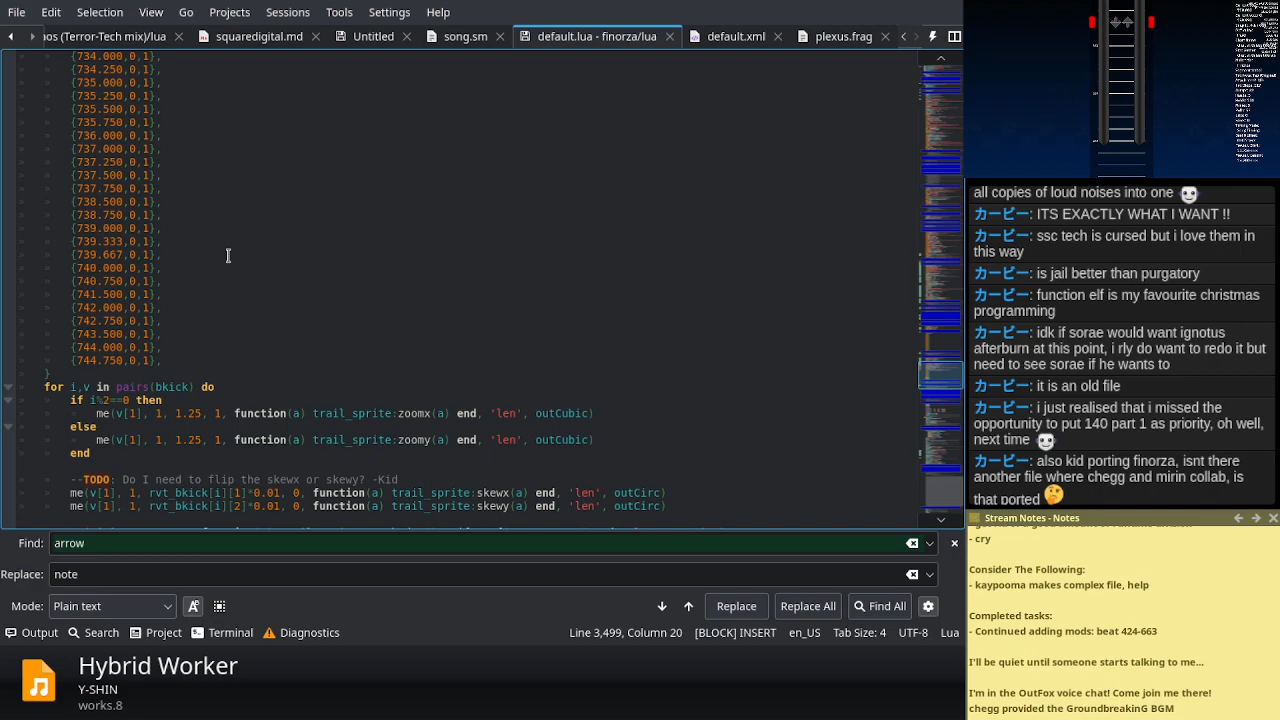 File Edit Selection View Go Projects Sessions Tools Settings Help
aos (Terror-Tech mix)/lua squaredigital.md Untitled song.sm default.lua - finorza/lua default.xml plexus.frag
{734.000,0,1},
{734.250,0,1},
{735.000,0,1},
{735.250,0,1},
{735.500,0,1},
{735.750,0,1},
{736.000,0,1},
{737.000,0,1},
{737.250,0,1},
{737.500,0,1},
{737.750,0,1},
{738.500,0,1},
{738.750,0,1},
{739.000,0,1},
{739.333,0,1},
{739.667,0,1},
{740.000,0,1},
{740.750,0,1},
{741.500,0,1},
{742.000,0,1},
{742.750,0,1},
{743.500,0,1},
{744.000,0,1},
{744.750,0,1},
}
for i,v in pairs(bkick) do
if i%2==0 then
me(v[1], 1, 1.25, 1, function(a) trail_sprite:zoomx(a) end, 'len', outCubic)
else
me(v[1], 1, 1.25, 1, function(a) trail_sprite:zoomy(a) end, 'len', outCubic)
end
--TODO: Do I need to flip the skewx or skewy? -Kid
me(v[1], 1, rvt_bkick[i][1]*0.01, 0, function(a) trail_sprite:skewx(a) end, 'len', outCirc)
me(v[1], 1, rvt_bkick[i][2]*0.01, 0, function(a) trail_sprite:skewy(a) end, 'len', outCirc)
Find: arrow
Replace: note
Mode: Plain text Replace Replace All Find All
Output Search Project Terminal Diagnostics Line 3,499, Column 20 [BLOCK] INSERT en_US Tab Size: 4 UTF-8 Lua
Hybrid Worker
Y-SHIN
works.8
all copies of loud noises into one
カービー: ITS EXACTLY WHAT I WANT !!
カービー: ssc tech is cursed but i love them in
this way
カービー: is jail better than purgatory
カービー: function elf is my favourite christmas
programming
カービー: idk if sorae would want ignotus
afterburn at this point, i rly do want to redo it but
need to see sorae if he wants to
カービー: it is an old file
カービー: i just realised that i missed the
opportunity to put 140 part 1 as priority, oh well,
next time
カービー: also kid porting finorza, isnt there
another file where chegg and mirin collab, is
that ported
Stream Notes - Notes
- cry
Consider The Following:
- kaypooma makes complex file, help
Completed tasks:
- Continued adding mods: beat 424-663
I'll be quiet until someone starts talking to me...
I'm in the OutFox voice chat! Come join me there!
chegg provided the GroundbreakinG BGM